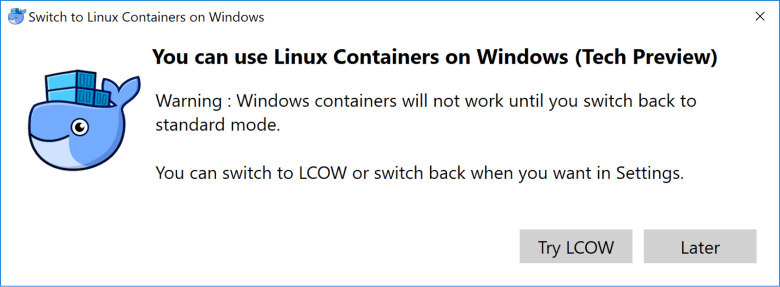 Switch to Linux Containers on Windows
You can use Linux Containers on Windows (Tech Preview)
Warning : Windows containers will not work until you switch back to
standard mode.
You can switch to LCOW or switch back when you want in Settings.
Try LCOW
Later